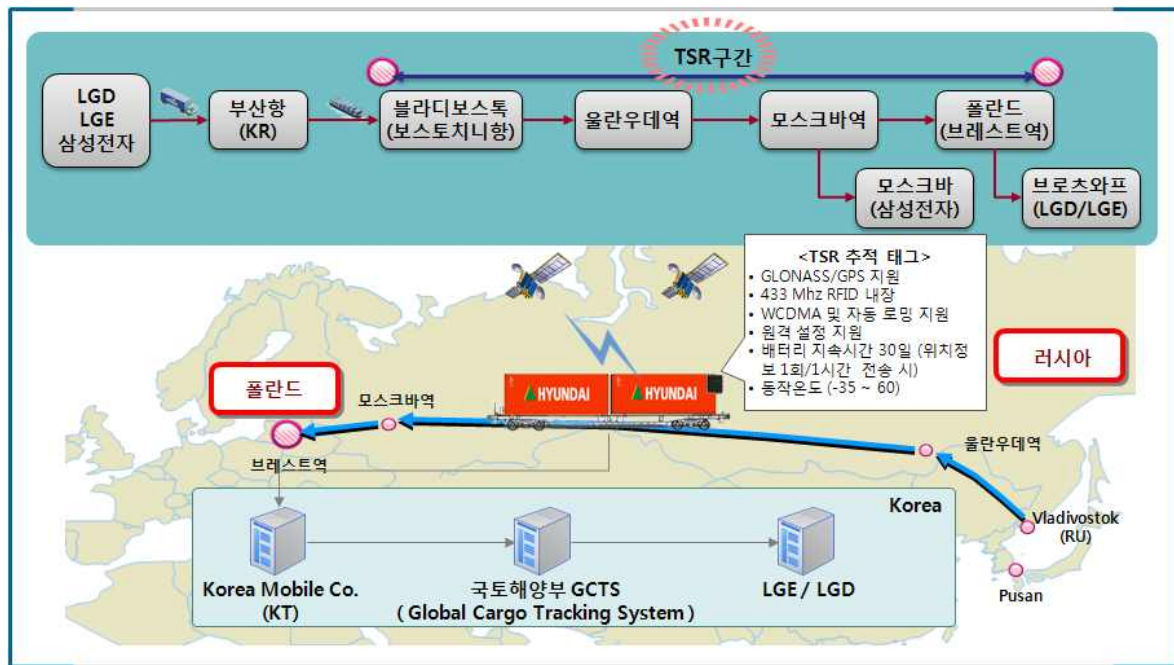 TSR구간
LGD
LGE
삼성전자
부산항
(KR)
블라디보스톡
(보스토치니항)
울란우데역
모스크바역
폴란드
(브레스트역)
모스크바
(삼성전자)
브로츠와프
(LGD/LGE)
<TSR 추적 태그>
• GLONASS/GPS 지원
• 433 Mhz RFID 내장
• WCDMA 및 자동 로밍 지원
• 원격 설정 지원
• 배터리 지속시간 30일 (위치정
보 1회/1시간 전송 시)
• 동작온도 (-35 ~ 60)
러시아
폴란드
모스크바역
HYUNDAI
HYUNDAI
울란우데역
브레스트역
Korea
Vladivostok
(RU)
Pusan
Korea Mobile Co.
(KT)
국토해양부 GCTS
( Global Cargo Tracking System )
LGE / LGD